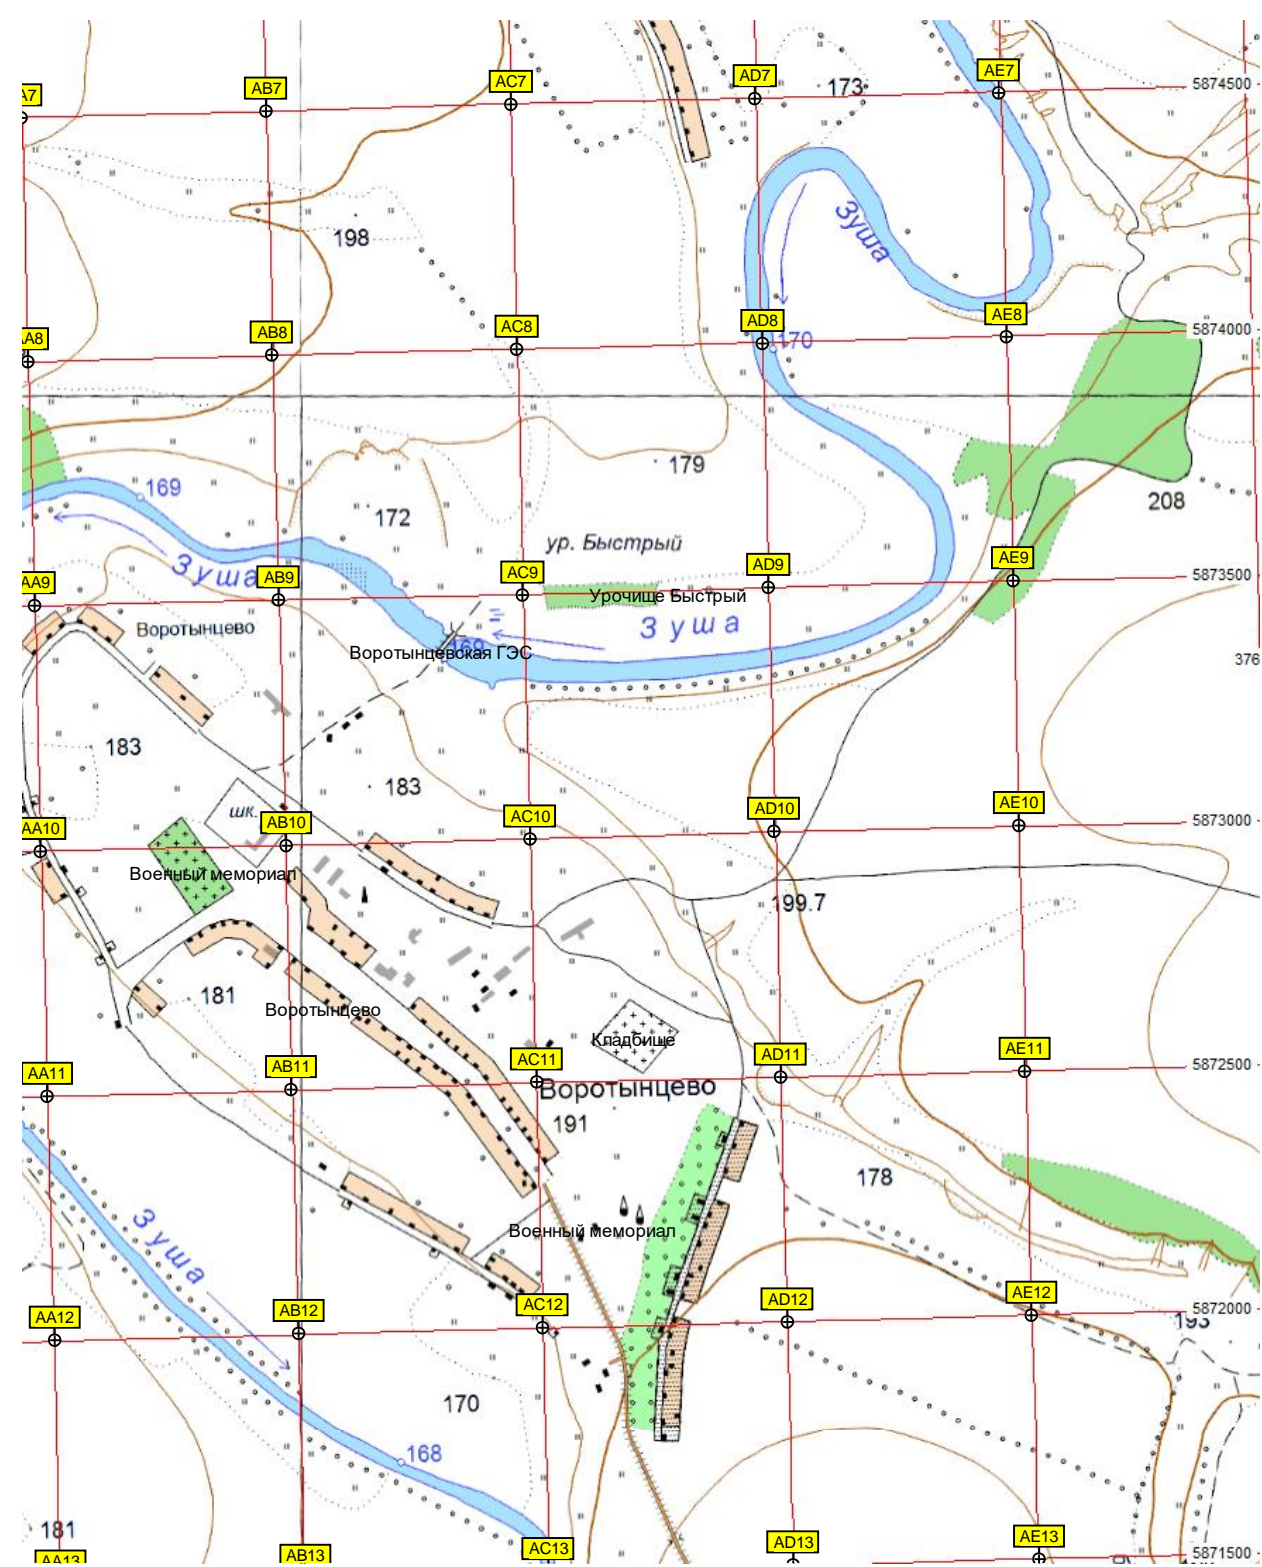 AE7
AD7
173
5874500
AC7
AB7
A7
Зуша
198
AE8
AD8
AC8
5874000
AB8
A8
170
179
169
208
172
ур. Быстрый
AE9
AD9
AC9
5873500
Зуша
AB9
AA9
Урочище Быстрый
Воротынцево
Зуша
169
Воротынцевская ГЭС
376
183
183
AE10
AD10
шк.
AC10
5873000
AB10
AA10
Военный мемориал
199.7
181
Воротынцево
Кладбище
AE11
AD11
AC11
5872500
AB11
AA11
Воротынцево
191
178
Военный мемориал
Зуша
AE12
AD12
AC12
5872000
AB12
AA12
193
170
168
181
AE13
AD13
AC13
5871500
AB13
AA13